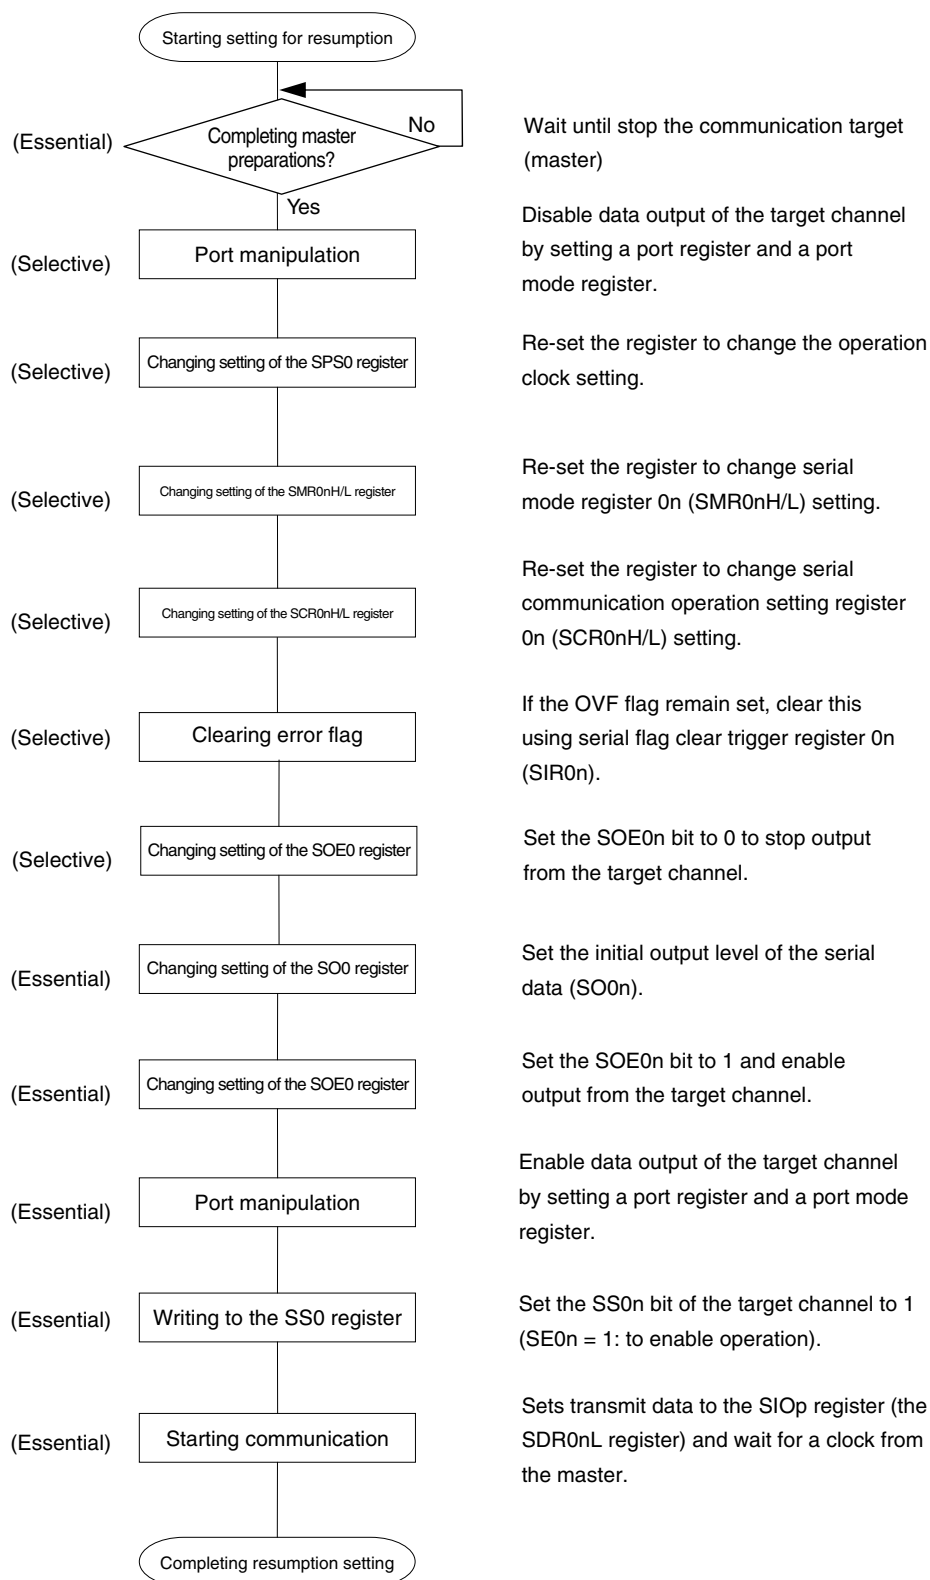 Starting setting for resumption
(Essential)
Completing master
preparations?
No
Wait until stop the communication target
(master)
Yes
(Selective)
Port manipulation
Disable data output of the target channel
by setting a port register and a port
mode register.
(Selective)
Changing setting of the SPS0 register
Re-set the register to change the operation
clock setting.
(Selective)
Changing setting of the SMR0nH/L register
Re-set the register to change serial
mode register 0n (SMR0nH/L) setting.
(Selective)
Changing setting of the SCR0nH/L register
Re-set the register to change serial
communication operation setting register
0n (SCR0nH/L) setting.
(Selective)
Clearing error flag
If the OVF flag remain set, clear this
using serial flag clear trigger register 0n
(SIR0n).
(Selective)
Changing setting of the SOE0 register
Set the SOE0n bit to 0 to stop output
from the target channel.
(Essential)
Changing setting of the SO0 register
Set the initial output level of the serial
data (SO0n).
(Essential)
Changing setting of the SOE0 register
Set the SOE0n bit to 1 and enable
output from the target channel.
(Essential)
Port manipulation
Enable data output of the target channel
by setting a port register and a port mode
register.
(Essential)
Writing to the SS0 register
Set the SS0n bit of the target channel to 1
(SE0n = 1: to enable operation).
(Essential)
Starting communication
Sets transmit data to the SIOp register (the
SDR0nL register) and wait for a clock from
the master.
Completing resumption setting